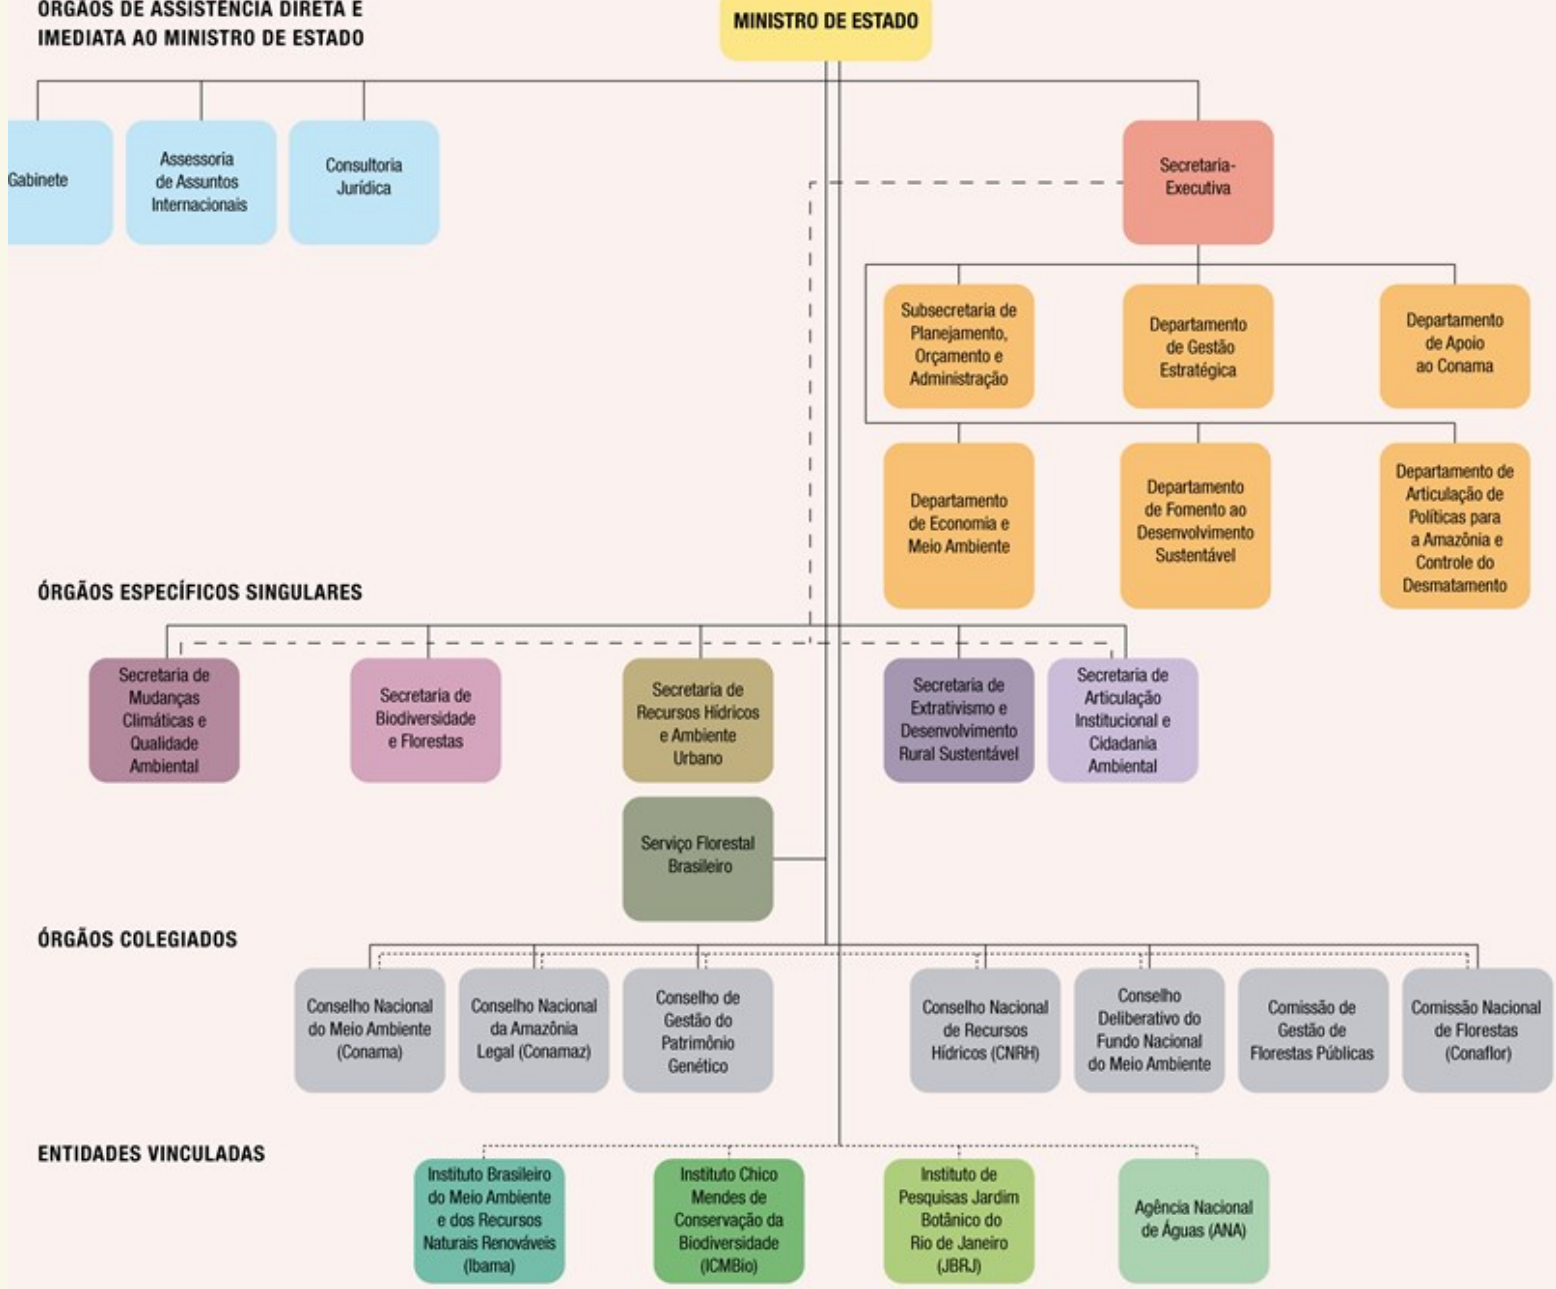 ÓRGÃOS DE ASSISTÊNCIA DIRETA E
IMEDIATA AO MINISTRO DE ESTADO
MINISTRO DE ESTADO
Gabinete
Assessoria
de Assuntos
Internacionais
Consultoria
Jurídica
Secretaria-
Executiva
Subsecretaria de
Planejamento,
Orçamento e
Administração
Departamento
de Gestão
Estratégica
Departamento
de Apoio
ao Conama
Departamento
de Economia e
Meio Ambiente
Departamento
de Fomento ao
Desenvolvimento
Sustentável
Departamento de
Articulação de
Políticas para
a Amazônia e
Controle do
Desmatamento
ÓRGÃOS ESPECÍFICOS SINGULARES
Secretaria de
Mudanças
Climáticas e
Qualidade
Ambiental
Secretaria de
Biodiversidade
e Florestas
Secretaria de
Recursos Hídricos
e Ambiente
Urbano
Secretaria de
Extrativismo e
Desenvolvimento
Rural Sustentável
Secretaria de
Articulação
Institucional e
Cidadania
Ambiental
Serviço Florestal
Brasileiro
ÓRGÃOS COLEGIADOS
Conselho Nacional
do Meio Ambiente
(Conama)
Conselho Nacional
da Amazônia
Legal (Conamaz)
Conselho de
Gestão do
Patrimônio
Genético
Conselho Nacional
de Recursos
Hídricos (CNRH)
Conselho
Deliberativo do
Fundo Nacional
do Meio Ambiente
Comissão de
Gestão de
Florestas Públicas
Comissão Nacional
de Florestas
(Conaflor)
ENTIDADES VINCULADAS
Instituto Brasileiro
do Meio Ambiente
e dos Recursos
Naturais Renováveis
(Ibama)
Instituto Chico
Mendes de
Conservação da
Biodiversidade
(ICMBio)
Instituto de
Pesquisas Jardim
Botânico do
Rio de Janeiro
(JBRJ)
Agência Nacional
de Águas (ANA)